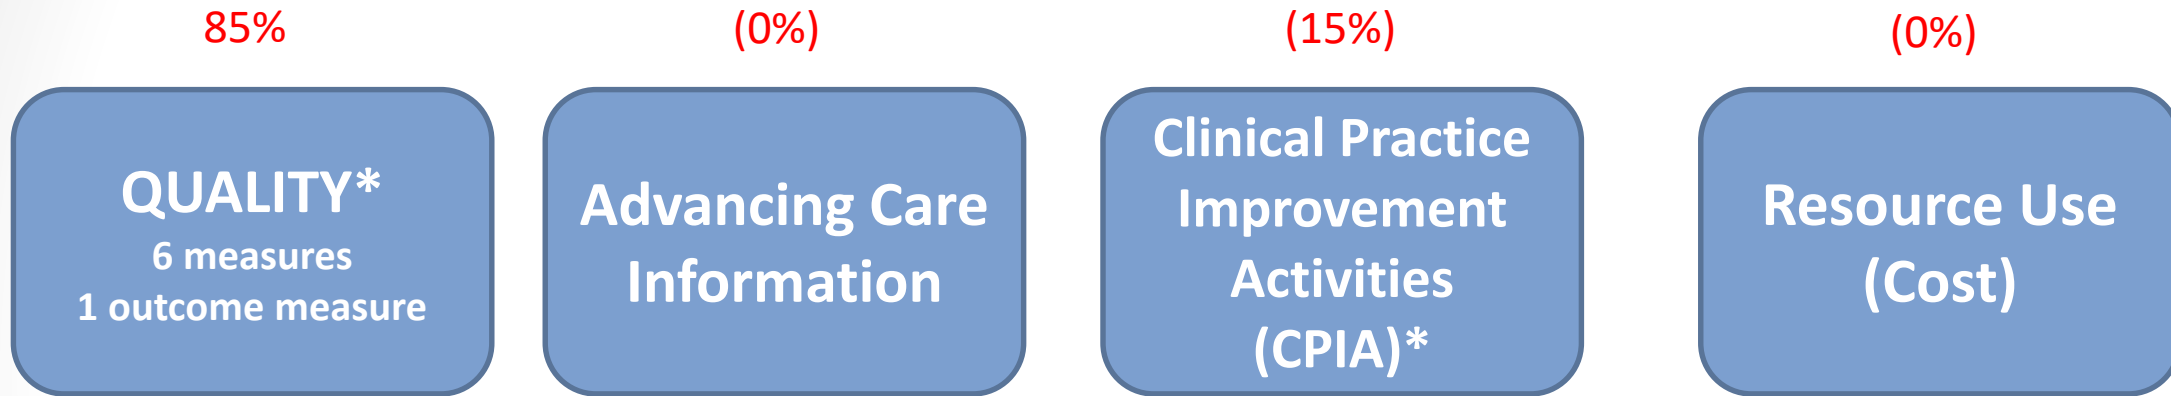 85%
(0%)
(15%)
(0%)
QUALITY*
6 measures
1 outcome measure
Advancing Care
Information
Clinical Practice
Improvement
Activities
(CPIA)*
Resource Use
(Cost)